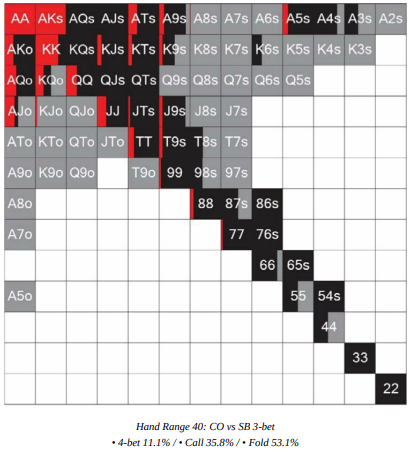 AA AKs AQs AJs ATs A9s A8s A7s A6s A5s A4s A3s A2s
AKo KK KQs KJs KTs K9s K8s K7s K6s K5s K4s K3s
AQo KQo QQ QJs QTs Q9s Q8s Q7s Q6s Q5s
AJo KJo QJo JJ JTs J9s J8s J7s
ATo KTo QTo JTo TT T9s T8s T7s
A9o K9o Q9o T9o 99 98s 97s
A8o 88 87s 86s
A7o 77 76s
66 65s
A5o 55 54s
44
33
22
Hand Range 40: CO vs SB 3-bet
• 4-bet 11.1% / • Call 35.8% / • Fold 53.1%